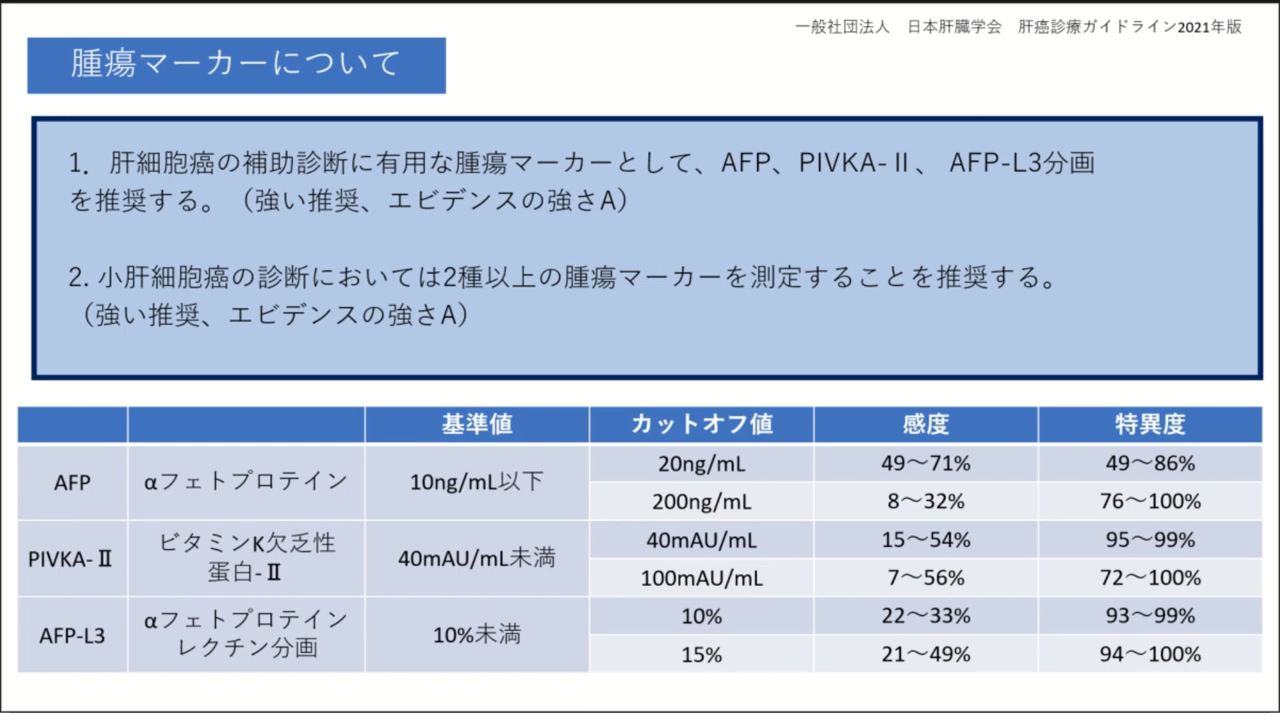 一般社団法人 日本肝臓学会 肝癌診療ガイドライン2021年版
腫瘍マーカーについて
1. 肝細胞癌の補助診断に有用な腫瘍マーカーとして、AFP、PIVKA-Ⅱ、 AFP-L3分画
を推奨する。（強い推奨、エビデンスの強さA）
2. 小肝細胞癌の診断においては2種以上の腫瘍マーカーを測定することを推奨する。
（強い推奨、エビデンスの強さA）
基準値 カットオフ値 感度 特異度
AFP αフェトプロテイン 10ng/mL以下 20ng/mL 49～71% 49～86%
200ng/mL 8～32% 76～100%
PIVKA-Ⅱ ビタミンK欠乏性 40mAU/mL未満 40mAU/mL 15～54% 95～99%
蛋白-Ⅱ 100mAU/mL 7～56% 72～100%
AFP-L3 αフェトプロテイン 10%未満 10% 22～33% 93～99%
レクチン分画 15% 21～49% 94～100%